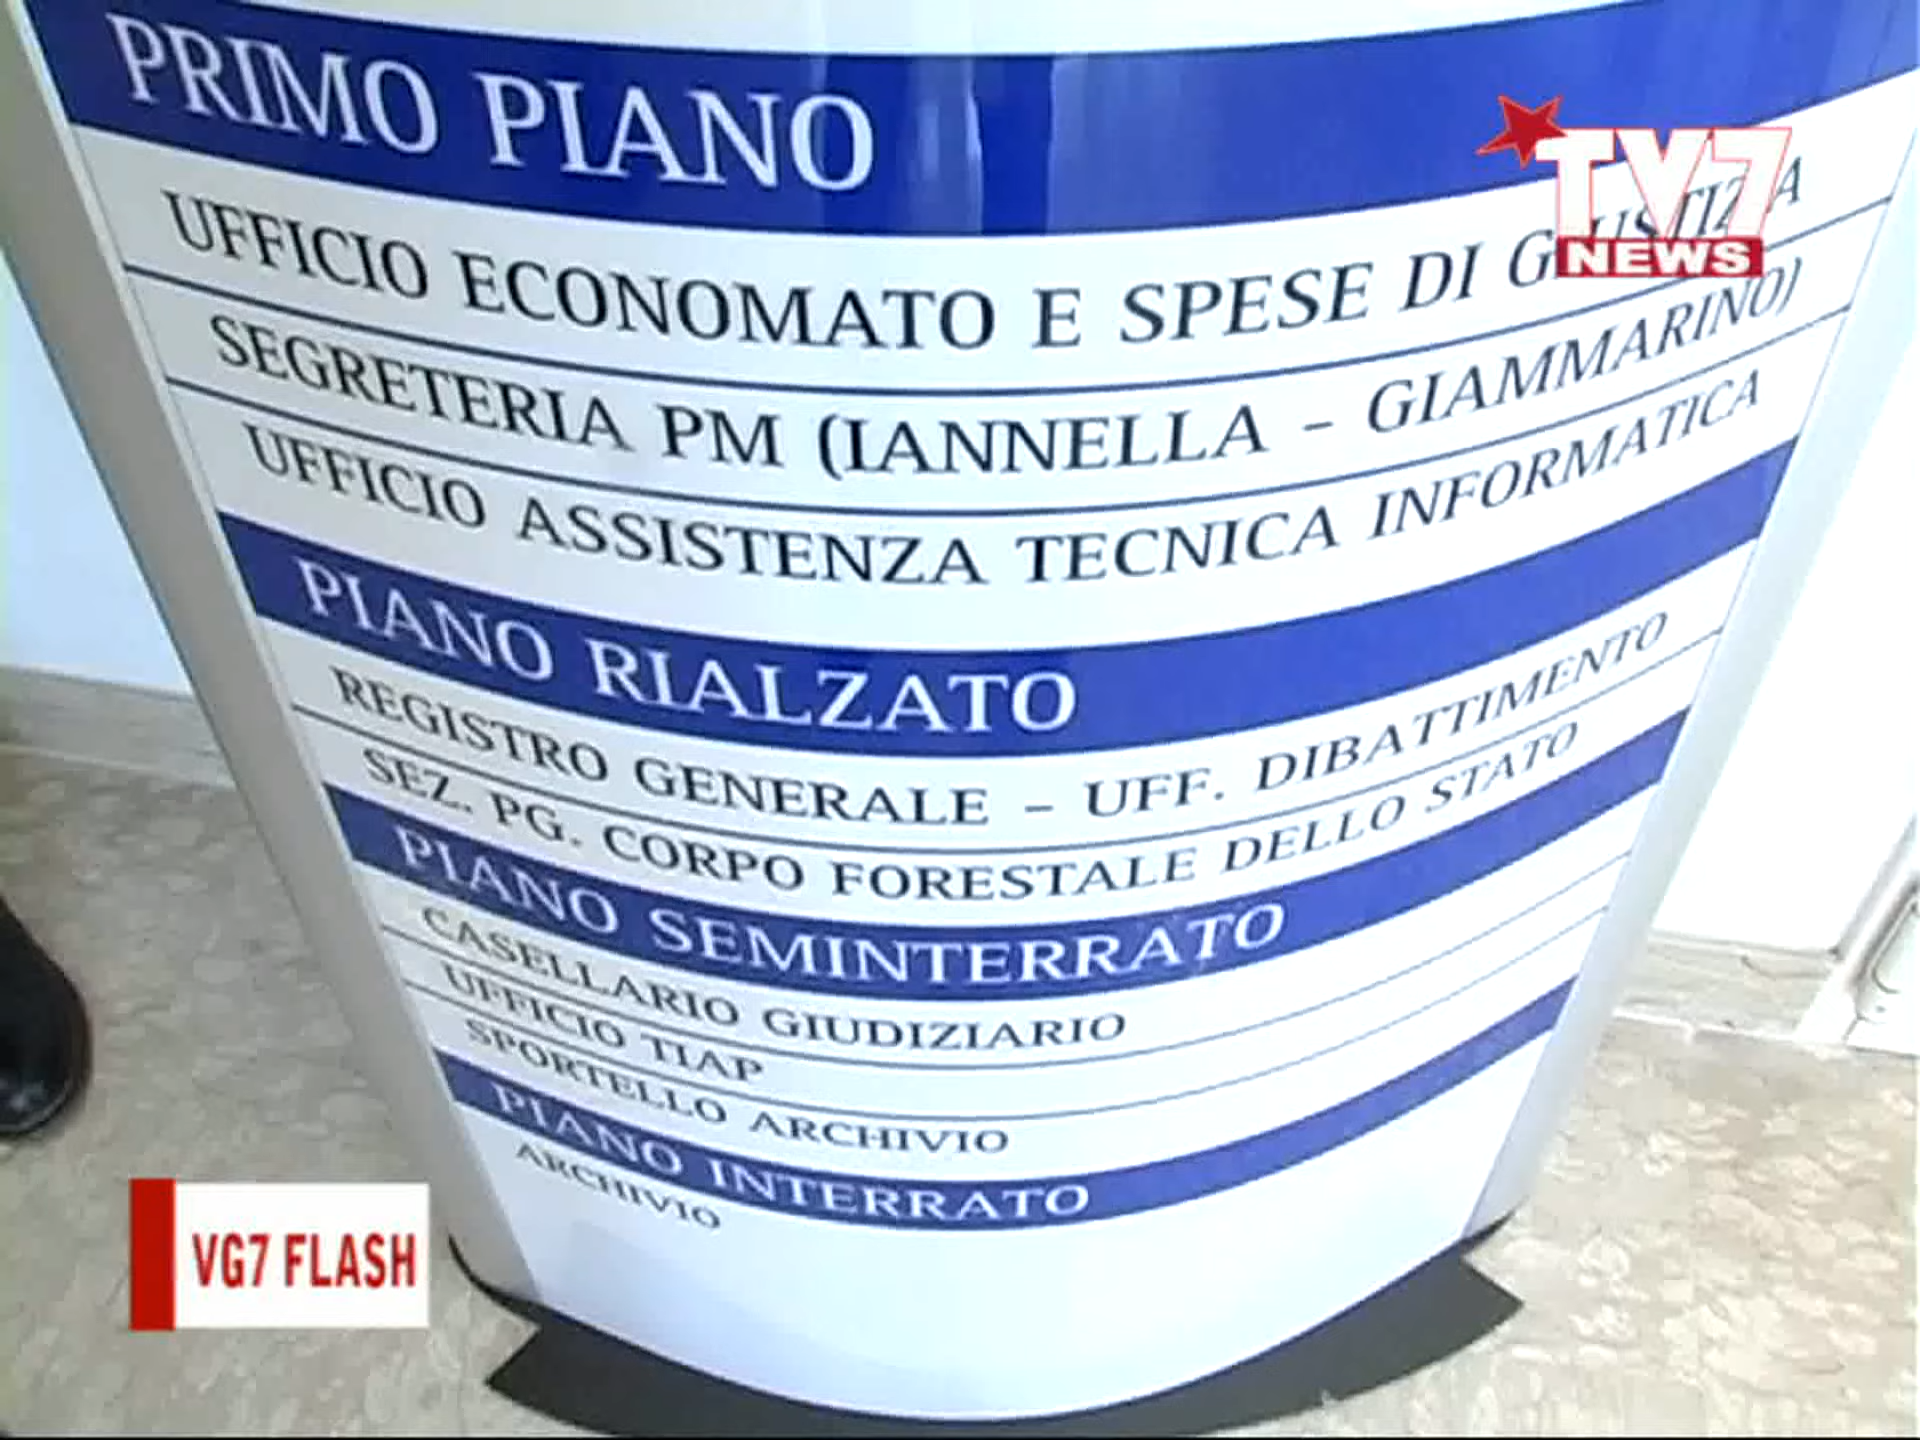 PRIMO PIANO
UFFICIO ECONOMATO E SPESE DI GIUSTIZIA
SEGRETERIA PM (IANNELLA - GIAMMARINO)
UFFICIO ASSISTENZA TECNICA INFORMATICA
PIANO RIALZATO
REGISTRO GENERALE - UFF. DIBATTIMENTO
SEZ. PG. CORPO FORESTALE DELLO STATO
PIANO SEMINTERRATO
CASELLARIO GIUDIZIARIO
UFFICIO TIAP
SPORTELLO ARCHIVIO
PIANO INTERRATO
ARCHIVIO
TV7
NEWS
VG7 FLASH